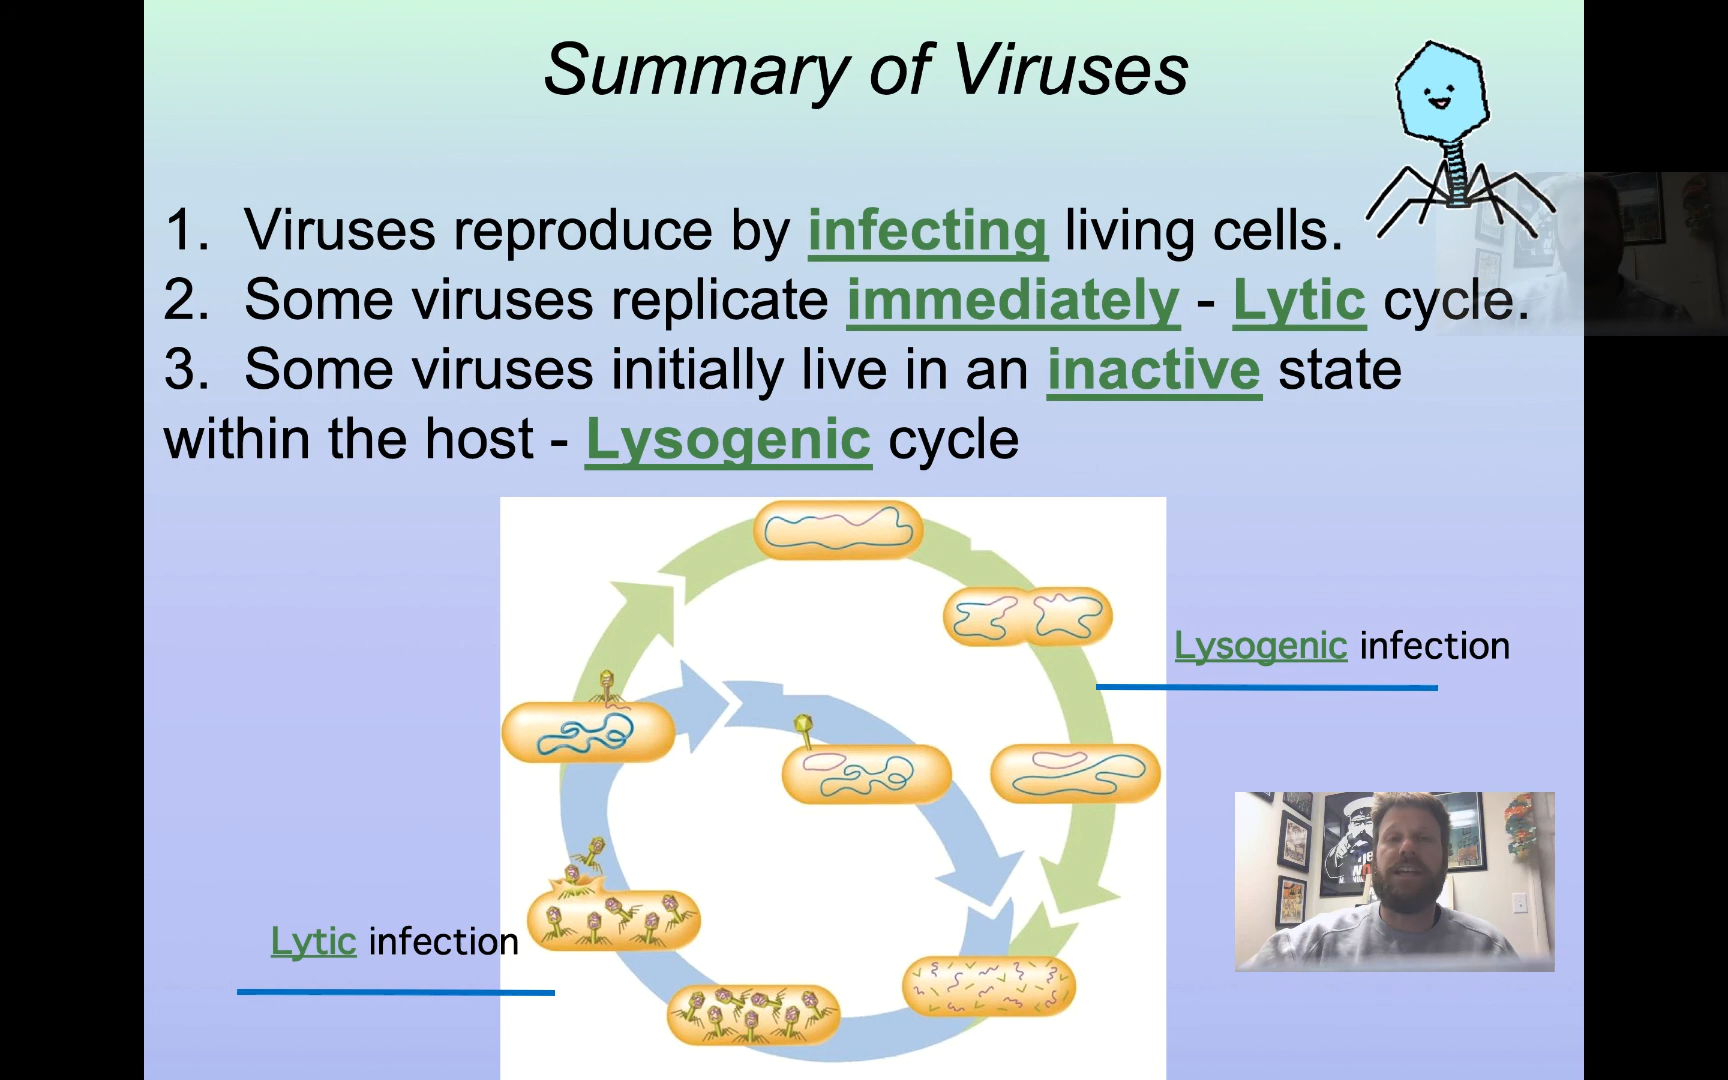 Summary of Viruses
1. Viruses reproduce by infecting living cells.
2. Some viruses replicate immediately - Lytic cycle.
3. Some viruses initially live in an inactive state
within the host - Lysogenic cycle
Lysogenic infection
Lytic infection